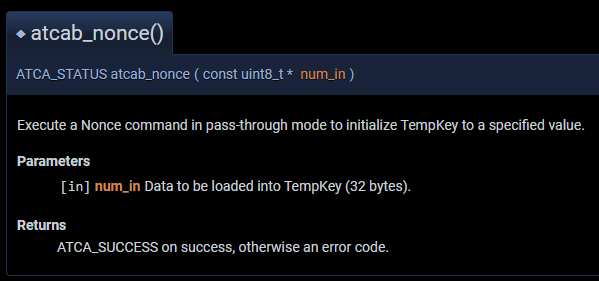 atcab_nonce()
ATCA_STATUS atcab_nonce ( const uint8_t * num_in )
Execute a Nonce command in pass-through mode to initialize TempKey to a specified value.
Parameters
[in] num_in Data to be loaded into TempKey (32 bytes).
Returns
ATCA_SUCCESS on success, otherwise an error code.